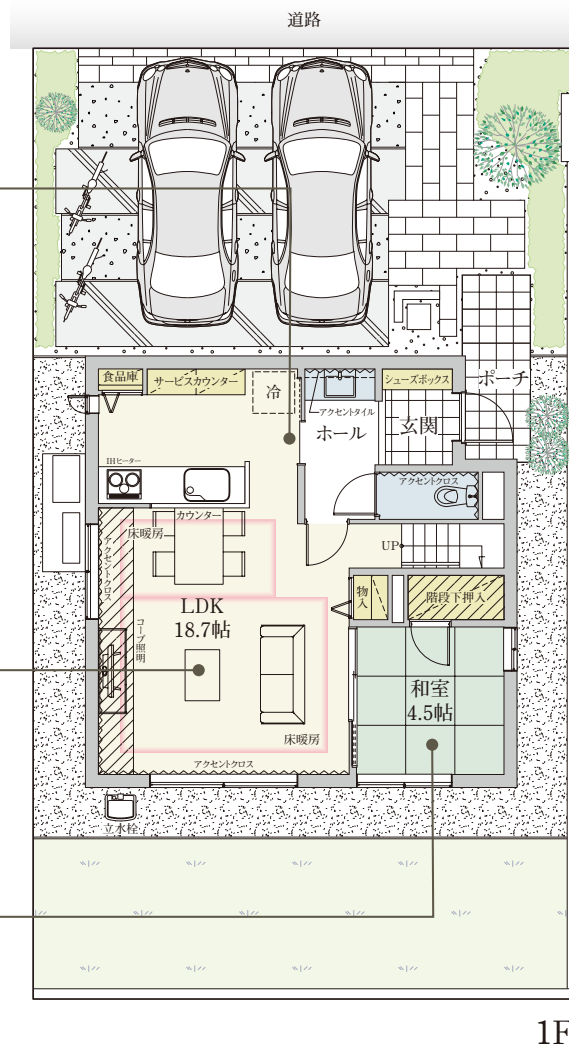 道路
食品庫
サービスカウンター
冷
アクセントタイル
ホール
シューズボックス
玄関
ポーチ
IHヒーター
アクセントクロス
カウンター
床暖房
アクセントクロス
UP
LDK
18.7帖
コーブ照明
物入
階段下押入
和室
4.5帖
床暖房
アクセントクロス
立水栓
1F